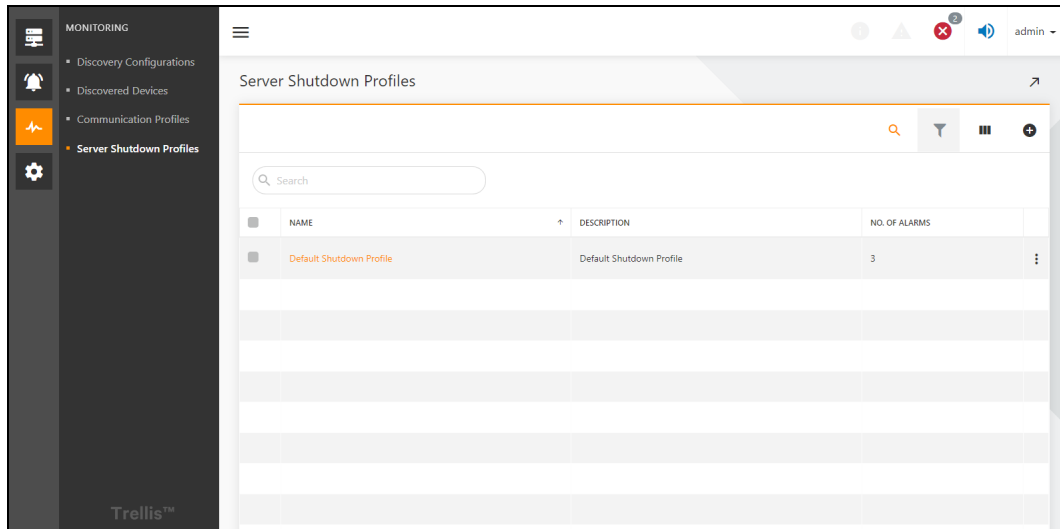 MONITORING
Discovery Configurations
Discovered Devices
Communication Profiles
Server Shutdown Profiles
Trellis™
2
admin
Server Shutdown Profiles
Search
NAME DESCRIPTION NO. OF ALARMS
Default Shutdown Profile Default Shutdown Profile 3